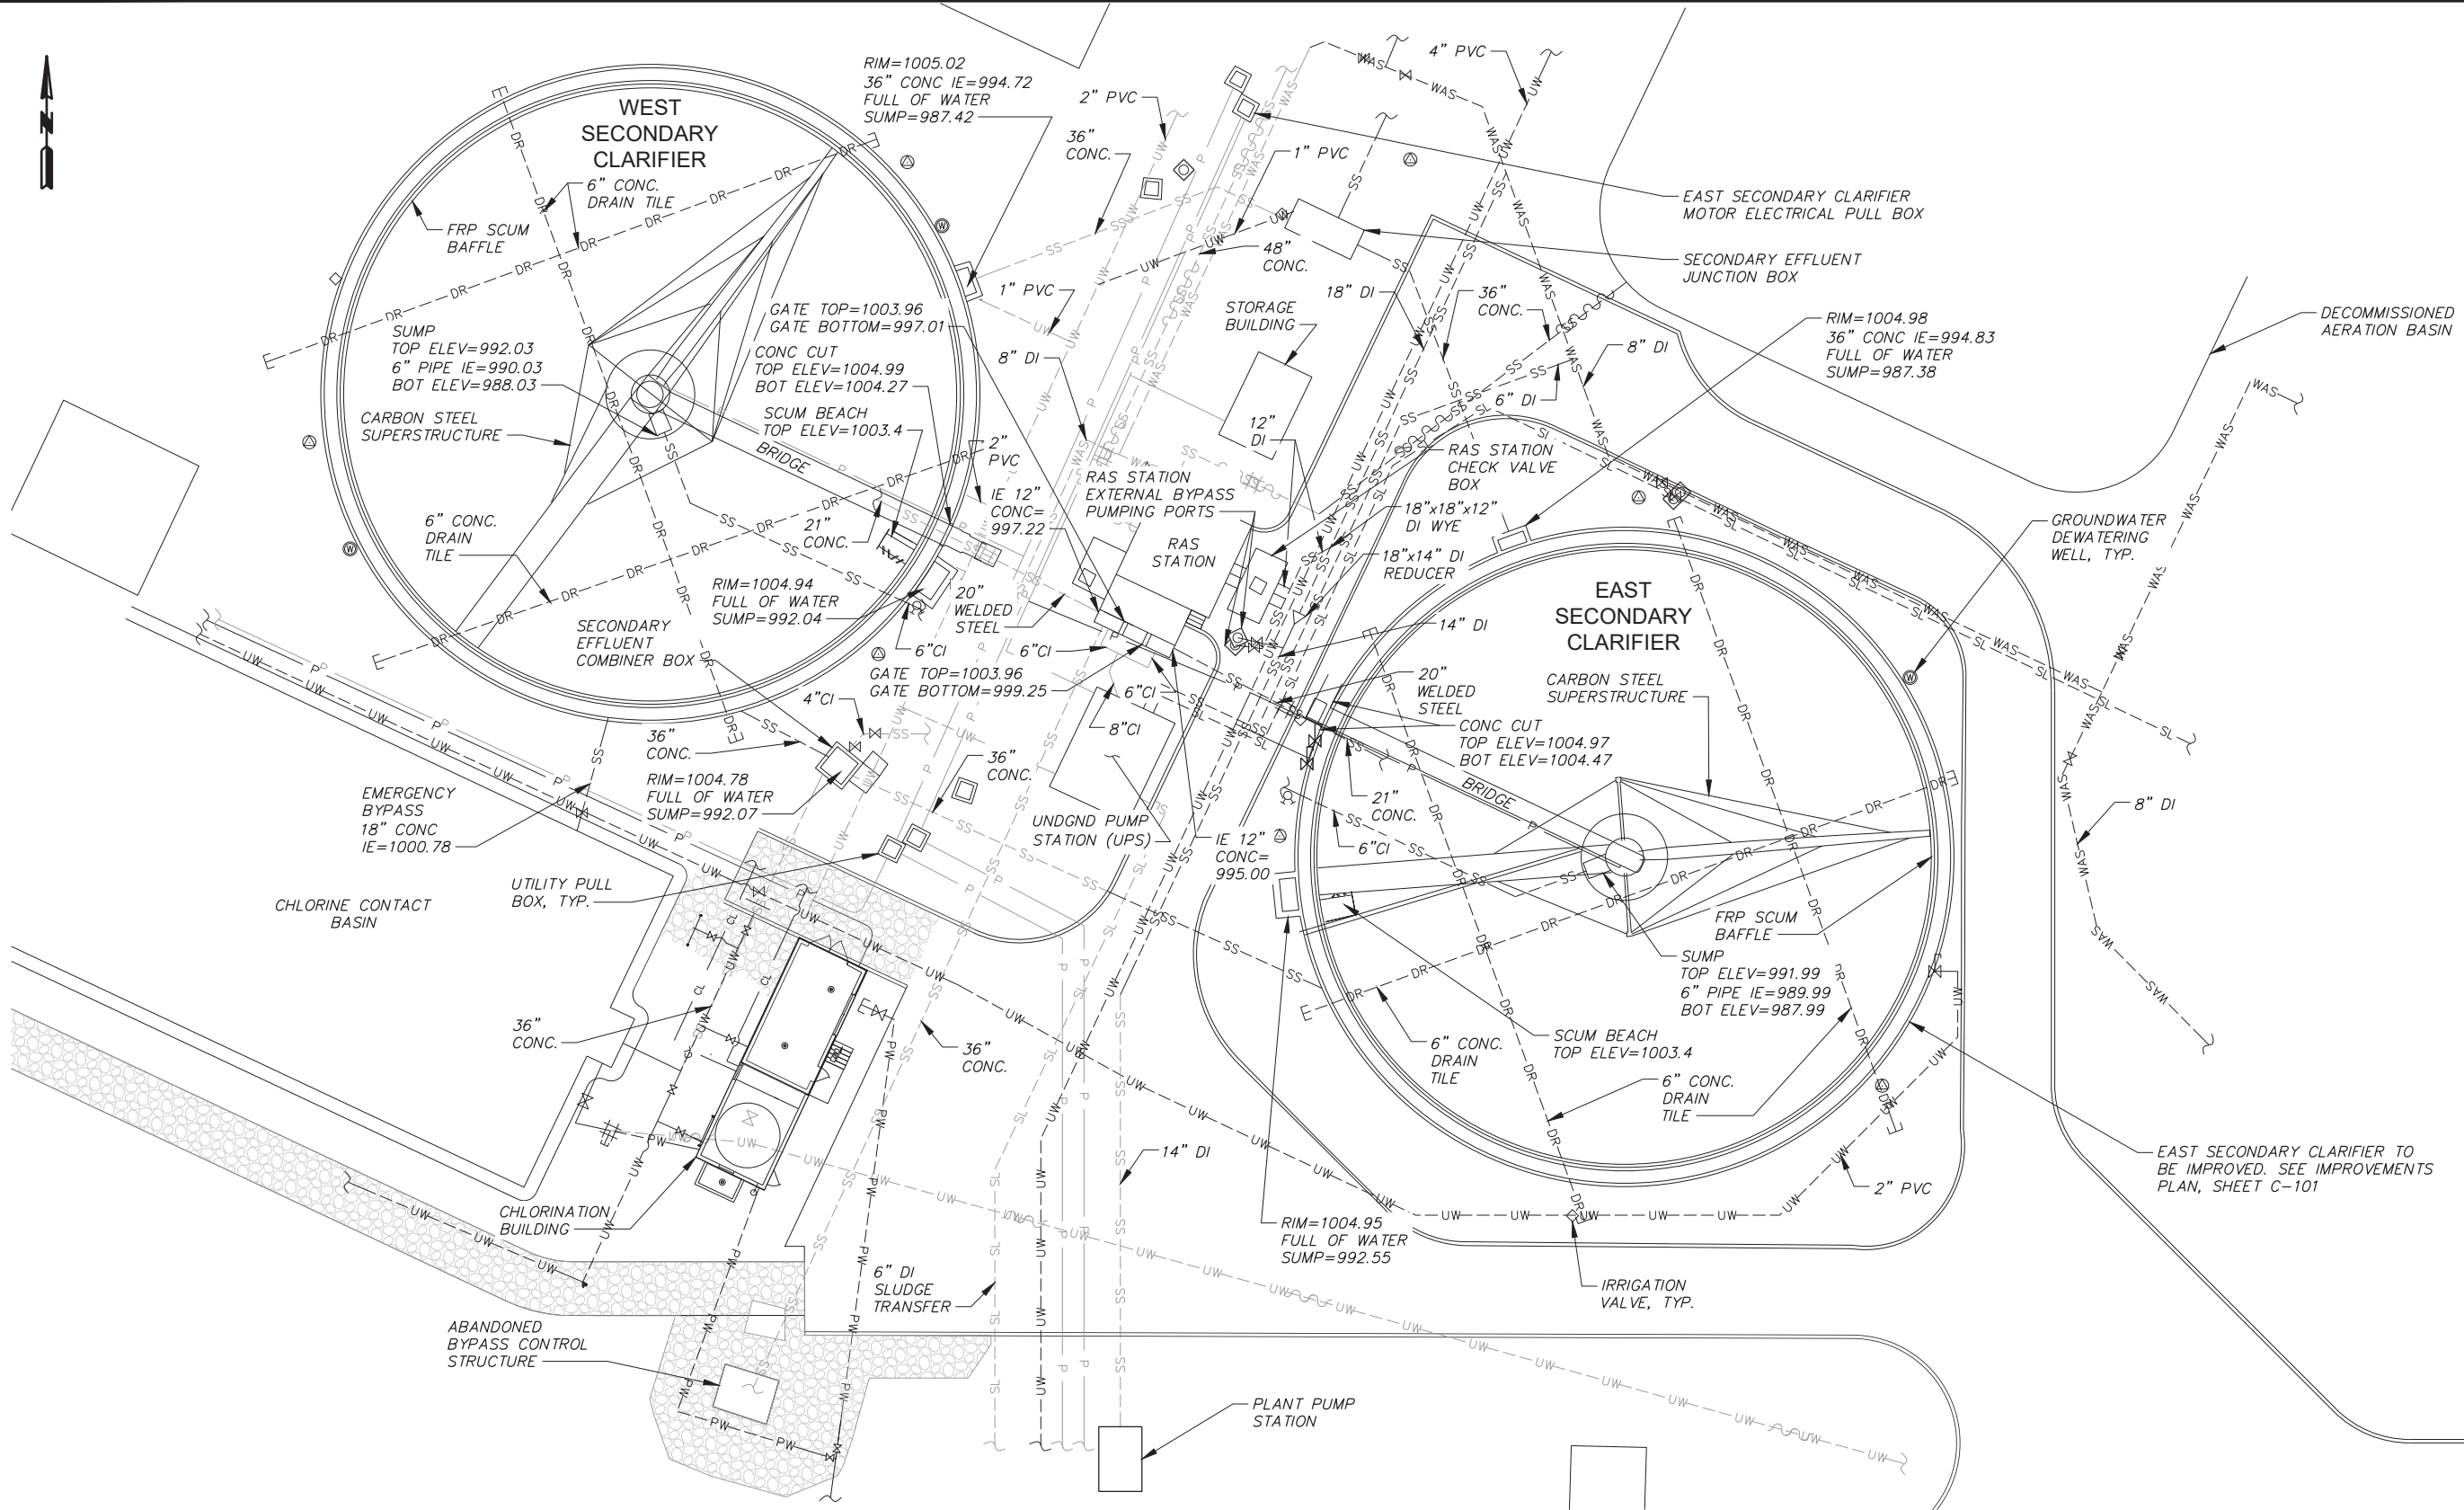 N
WEST
SECONDARY
CLARIFIER
RIM=1005.02
36" CONC IE=994.72
FULL OF WATER
SUMP=987.42
2" PVC
36"
CONC.
4" PVC
1" PVC
6" CONC.
DRAIN TILE
FRP SCUM
BAFFLE
EAST SECONDARY CLARIFIER
MOTOR ELECTRICAL PULL BOX
SECONDARY EFFLUENT
JUNCTION BOX
48"
CONC.
1" PVC
18" DI
36"
CONC.
STORAGE
BUILDING
GATE TOP=1003.96
GATE BOTTOM=997.01
SUMP
TOP ELEV=992.03
6" PIPE IE=990.03
BOT ELEV=988.03
CONC CUT
TOP ELEV=1004.99
BOT ELEV=1004.27
8" DI
8" DI
6" DI
RIM=1004.98
36" CONC IE=994.83
FULL OF WATER
SUMP=987.38
DECOMMISSIONED
AERATION BASIN
CARBON STEEL
SUPERSTRUCTURE
SCUM BEACH
TOP ELEV=1003.4
BRIDGE
2"
PVC
12"
DI
RAS STATION
CHECK VALVE
BOX
RAS STATION
EXTERNAL BYPASS
PUMPING PORTS
IE 12"
CONC=
997.22
18"x18"x12"
DI WYE
RAS
STATION
18"x14" DI
REDUCER
GROUNDWATER
DEWATERING
WELL, TYP.
6" CONC.
DRAIN
TILE
21"
CONC.
RIM=1004.94
FULL OF WATER
SUMP=992.04
20"
WELDED
STEEL
SECONDARY
EFFLUENT
COMBINER BOX
6"CI
6"CI
14" DI
EAST
SECONDARY
CLARIFIER
GATE TOP=1003.96
GATE BOTTOM=999.25
4"CI
6"CI
8"CI
20"
WELDED
STEEL
CARBON STEEL
SUPERSTRUCTURE
CONC CUT
TOP ELEV=1004.97
BOT ELEV=1004.47
36"
CONC.
36"
CONC.
RIM=1004.78
FULL OF WATER
SUMP=992.07
EMERGENCY
BYPASS
18" CONC
IE=1000.78
UNDGND PUMP
STATION (UPS)
IE 12"
CONC=
995.00
21"
CONC.
6"CI
BRIDGE
8" DI
UTILITY PULL
BOX, TYP.
CHLORINE CONTACT
BASIN
FRP SCUM
BAFFLE
SUMP
TOP ELEV=991.99
6" PIPE IE=989.99
BOT ELEV=987.99
36"
CONC.
36"
CONC.
6" CONC.
DRAIN
TILE
SCUM BEACH
TOP ELEV=1003.4
6" CONC.
DRAIN
TILE
14" DI
2" PVC
EAST SECONDARY CLARIFIER TO
BE IMPROVED. SEE IMPROVEMENTS
PLAN, SHEET C-101
CHLORINATION
BUILDING
RIM=1004.95
FULL OF WATER
SUMP=992.55
6" DI
SLUDGE
TRANSFER
IRRIGATION
VALVE, TYP.
ABANDONED
BYPASS CONTROL
STRUCTURE
PLANT PUMP
STATION